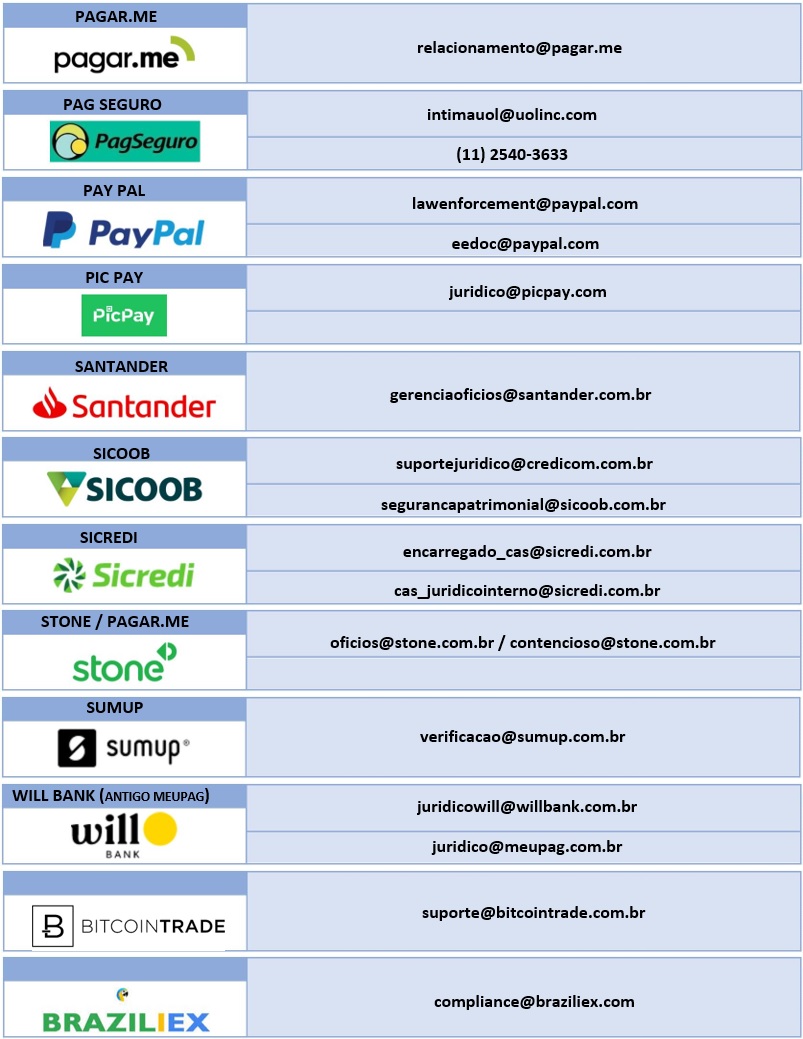 PAGAR.ME
pagar.me
relacionamento@pagar.me
PAG SEGURO
PagSeguro
intimauol@uolinc.com
(11) 2540-3633
PAY PAL
PayPal
lawenforcement@paypal.com
eedoc@paypal.com
PIC PAY
PicPay
juridico@picpay.com
SANTANDER
Santander
gerenciaoficios@santander.com.br
SICOOB
SICOOB
suportejuridico@credicom.com.br
segurancapatrimonial@sicoob.com.br
SICREDI
Sicredi
encarregado_cas@sicredi.com.br
cas_juridicointerno@sicredi.com.br
STONE / PAGAR.ME
stone
oficios@stone.com.br / contencioso@stone.com.br
SUMUP
sumup®
verificacao@sumup.com.br
WILL BANK (ANTIGO MEUPAG)
will
BANK
juridicowill@willbank.com.br
juridico@meupag.com.br
BITCOINTRADE
suporte@bitcointrade.com.br
BRAZILIEX
compliance@braziliex.com